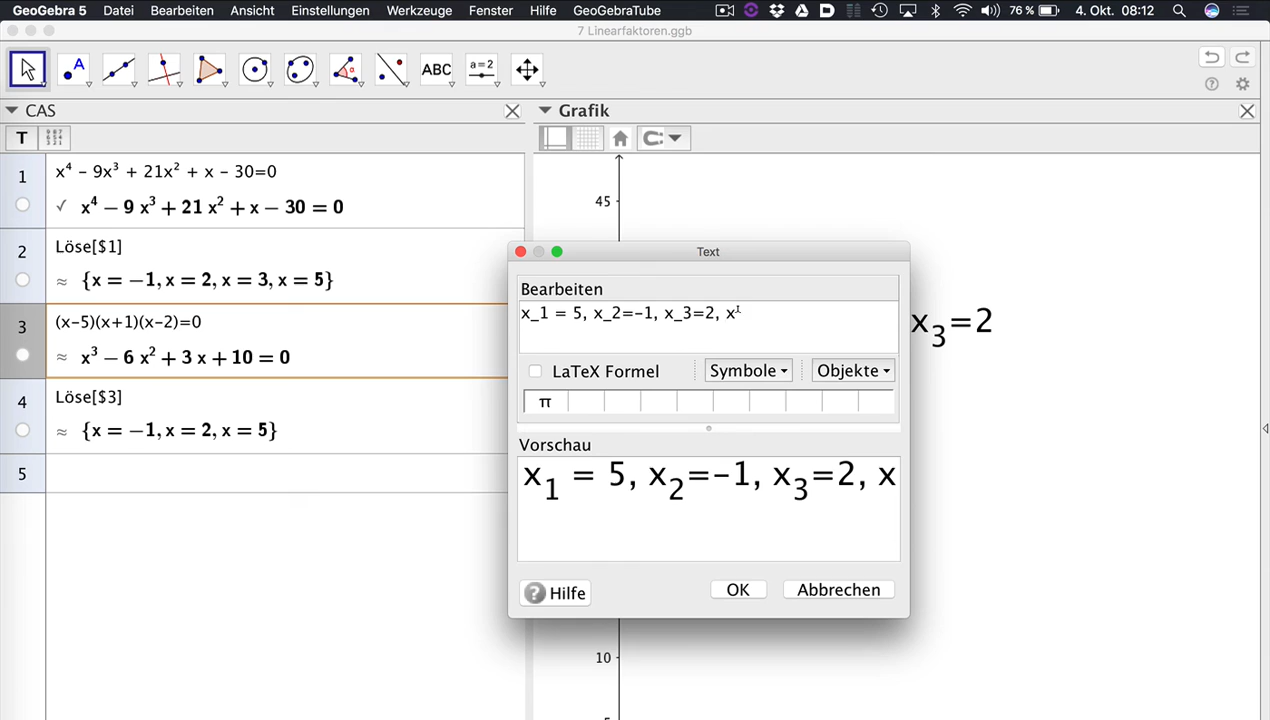 GeoGebra 5 Datei Bearbeiten Ansicht Einstellungen Werkzeuge Fenster Hilfe GeoGebraTube 76 % 4. Okt. 08:12
7 Linearfaktoren.ggb
A ABC a=2
CAS
Grafik
T
1
x⁴ – 9x³ + 21x² + x – 30=0
✓ x⁴ – 9 x³ + 21 x² + x – 30 = 0
2
Löse[$1]
≈ {x = –1, x = 2, x = 3, x = 5}
3
(x-5)(x+1)(x-2)=0
≈ x³ – 6 x² + 3 x + 10 = 0
4
Löse[$3]
≈ {x = –1, x = 2, x = 5}
5
45
x₃=2
10
5
Text
Bearbeiten
x_1 = 5, x_2=-1, x_3=2, x
LaTeX Formel Symbole Objekte
π
Vorschau
x₁ = 5, x₂=-1, x₃=2, x
? Hilfe OK Abbrechen